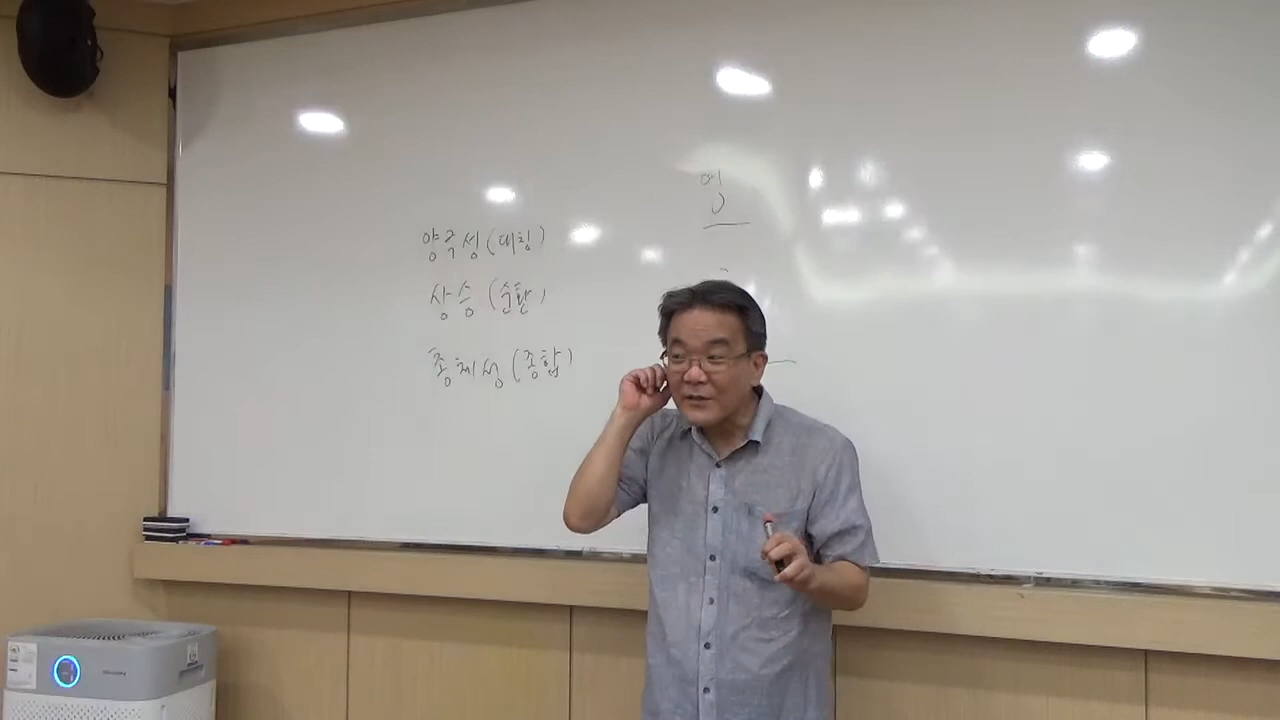 양극성(대칭)
상승 (순환)
총체성 (종합)